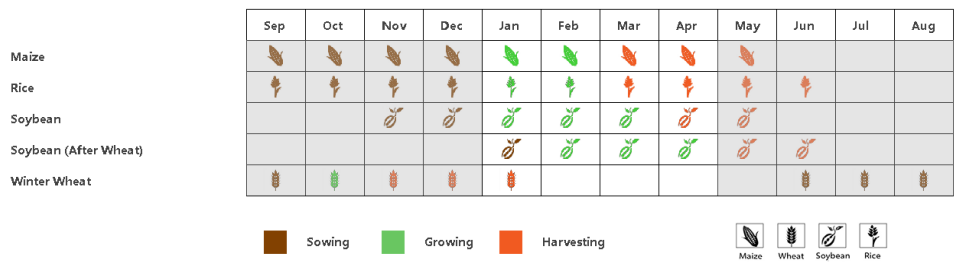 Sep Oct Nov Dec Jan Feb Mar Apr May Jun Jul Aug
Maize
Rice
Soybean
Soybean (After Wheat)
Winter Wheat
Sowing Growing Harvesting
Maize Wheat Soybean Rice